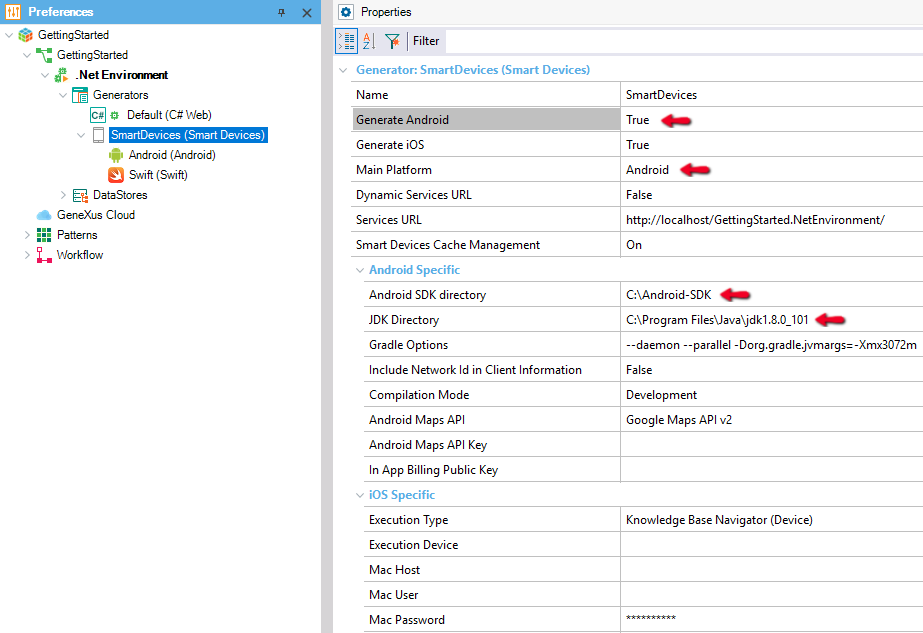 Preferences
GettingStarted
GettingStarted
.Net Environment
Generators
C# Default (C# Web)
SmartDevices (Smart Devices)
Android (Android)
Swift (Swift)
DataStores
GeneXus Cloud
Patterns
Workflow
Properties
A Z Filter
Generator: SmartDevices (Smart Devices)
Name SmartDevices
Generate Android True
Generate iOS True
Main Platform Android
Dynamic Services URL False
Services URL http://localhost/GettingStarted.NetEnvironment/
Smart Devices Cache Management On
Android Specific
Android SDK directory C:\Android-SDK
JDK Directory C:\Program Files\Java\jdk1.8.0_101
Gradle Options --daemon --parallel -Dorg.gradle.jvmargs=-Xmx3072m
Include Network Id in Client Information False
Compilation Mode Development
Android Maps API Google Maps API v2
Android Maps API Key
In App Billing Public Key
iOS Specific
Execution Type Knowledge Base Navigator (Device)
Execution Device
Mac Host
Mac User
Mac Password **********